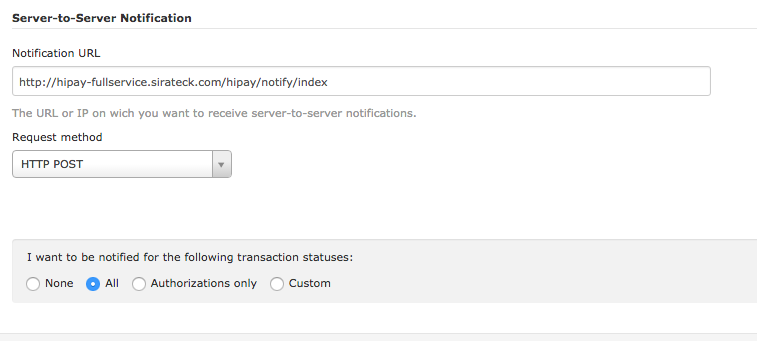 Server-to-Server Notification
Notification URL
http://hipay-fullservice.sirateck.com/hipay/notify/index
The URL or IP on wich you want to receive server-to-server notifications.
Request method
HTTP POST
I want to be notified for the following transaction statuses:
None All Authorizations only Custom